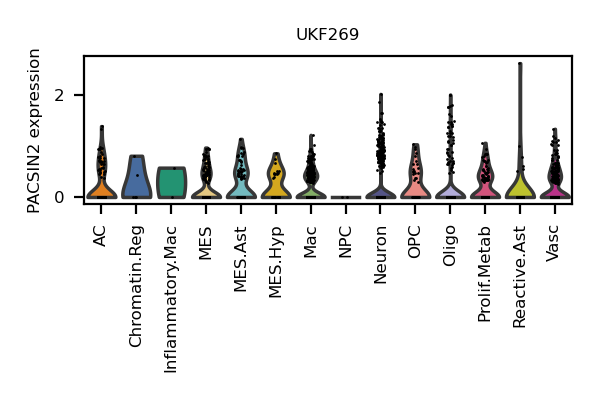 UKF269
PACSIN2 expression
2
0
AC
Chromatin.Reg
Inflammatory.Mac
MES
MES.Ast
MES.Hyp
Mac
NPC
Neuron
OPC
Oligo
Prolif.Metab
Reactive.Ast
Vasc